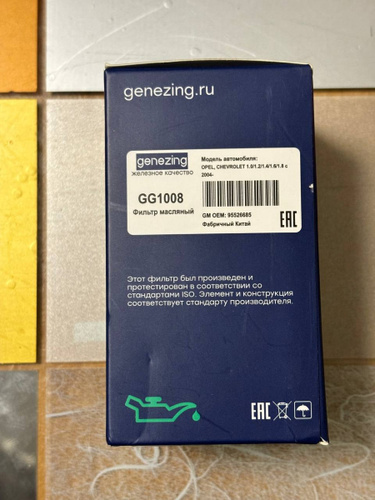 genezing.ru
genezing
железное качество
GG1008
Фильтр масляный
Модель автомобиля:
OPEL, CHEVROLET 1.0/1.2/1.4/1.6/1.8 с
2004-
GM OEM: 95526685
Фабричный Китай
EAC
Этот фильтр был произведен и
протестирован в соответствии со
стандартами ISO. Элемент и конструкция
соответствует стандарту производителя.
EAC